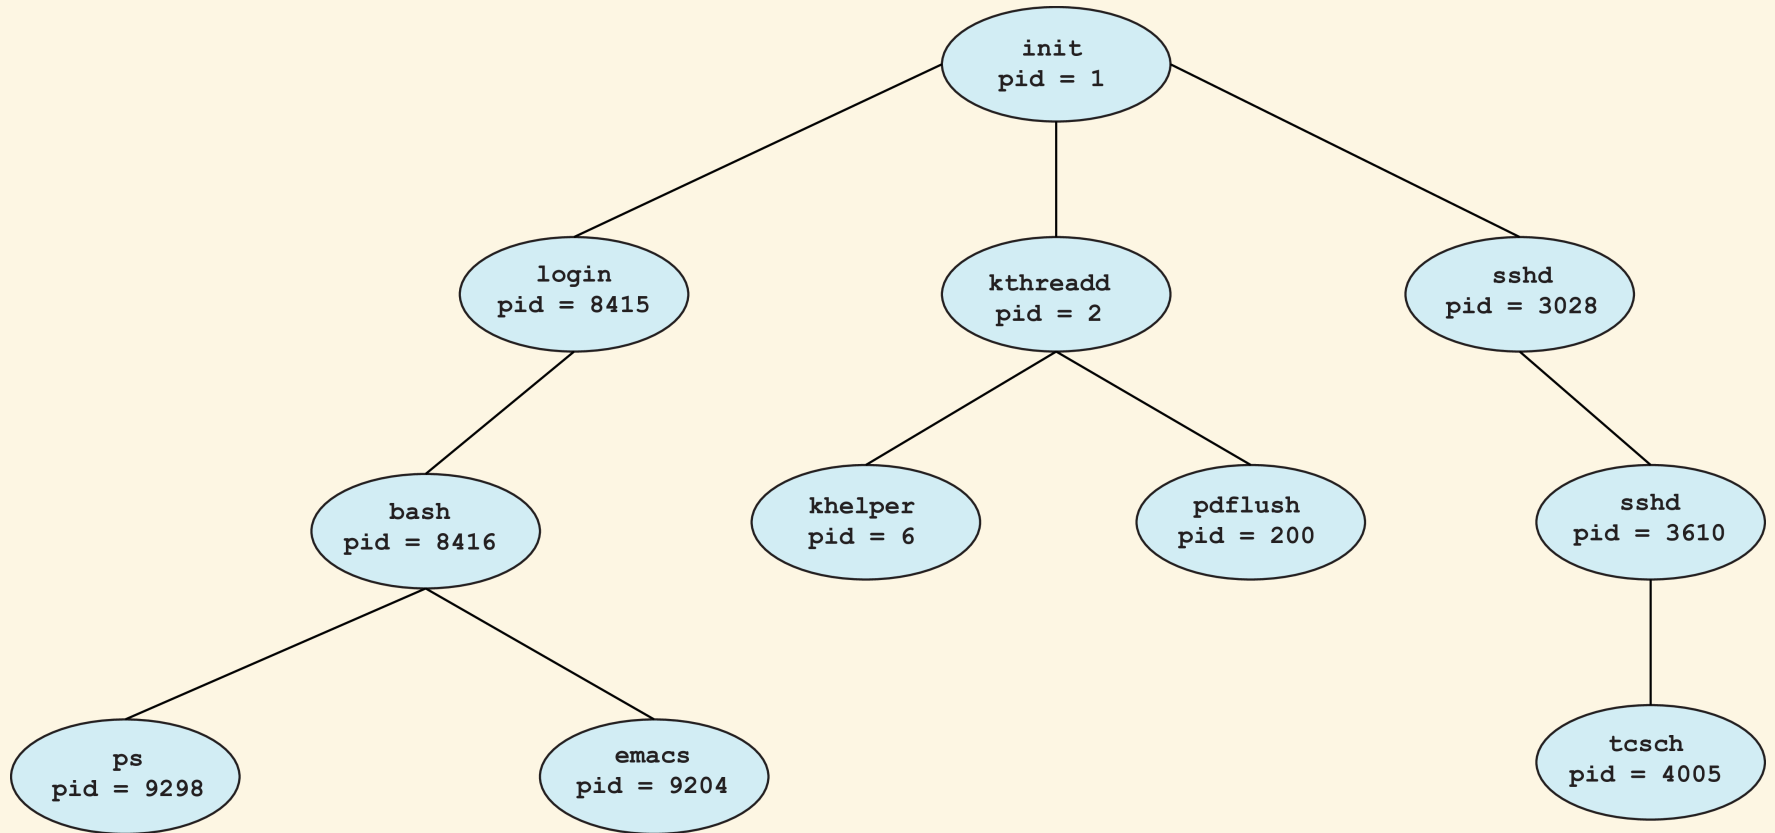 init
pid = 1
login
pid = 8415
kthreadd
pid = 2
sshd
pid = 3028
bash
pid = 8416
khelper
pid = 6
pdflush
pid = 200
sshd
pid = 3610
ps
pid = 9298
emacs
pid = 9204
tcsch
pid = 4005